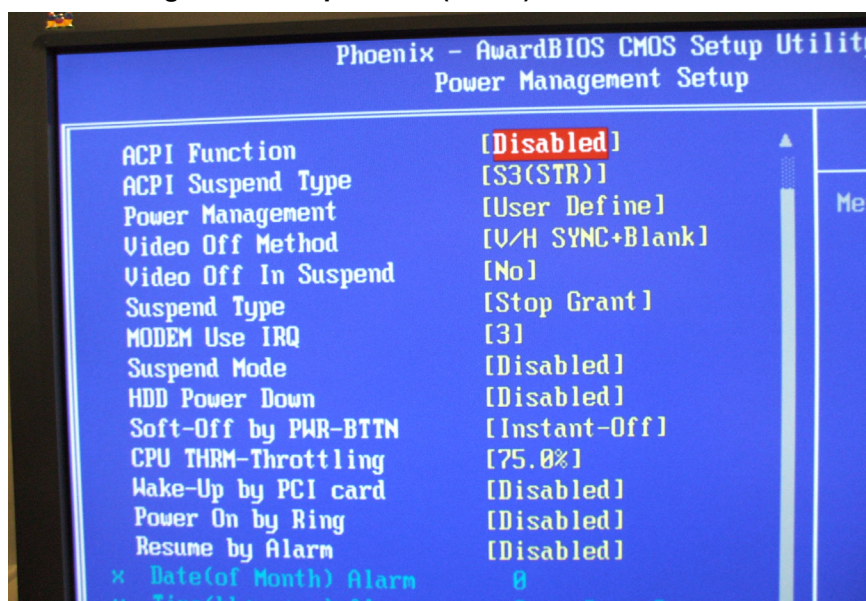 Phoenix - AwardBIOS CMOS Setup Utility
Power Management Setup
ACPI Function [Disabled]
ACPI Suspend Type [S3(STR)]
Power Management [User Define]
Me
Video Off Method [V/H SYNC+Blank]
Video Off In Suspend [No]
Suspend Type [Stop Grant]
MODEM Use IRQ [3]
Suspend Mode [Disabled]
HDD Power Down [Disabled]
Soft-Off by PWR-BTTN [Instant-Off]
CPU THRM-Throttling [75.0%]
Wake-Up by PCI card [Disabled]
Power On by Ring [Disabled]
Resume by Alarm [Disabled]
x Date(of Month) Alarm 0